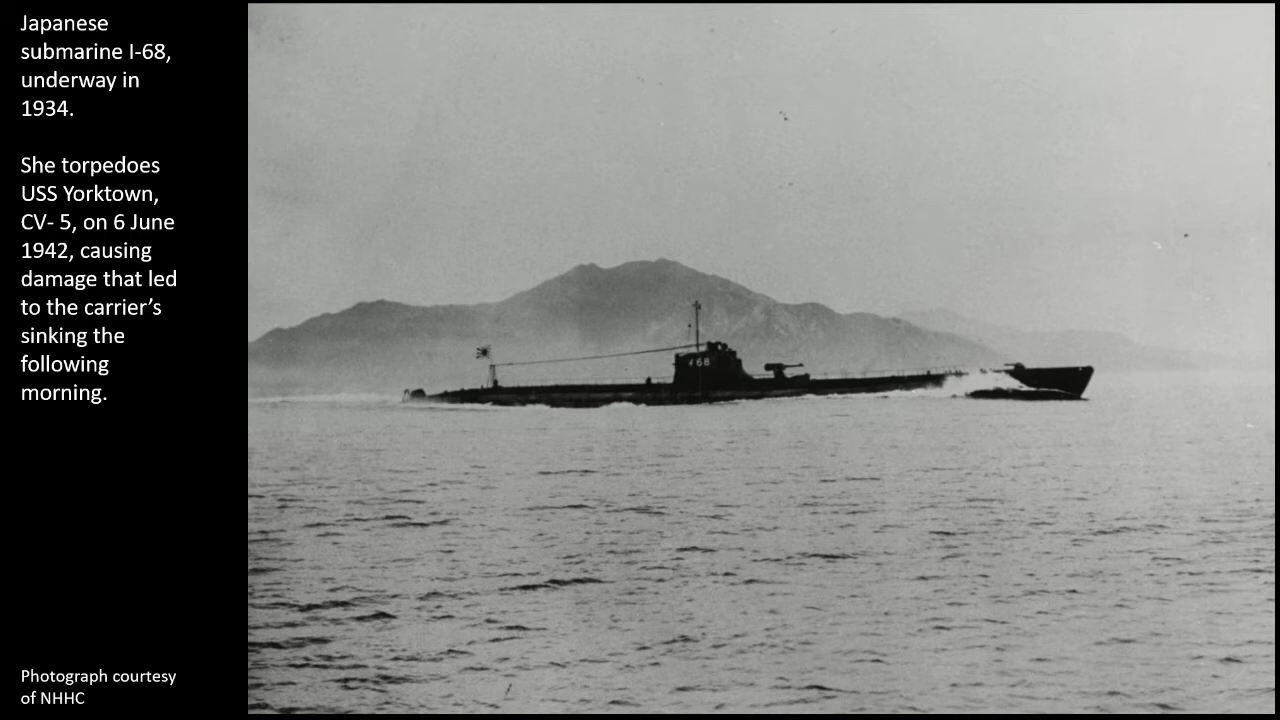 Japanese
submarine I-68,
underway in
1934.
She torpedoes
USS Yorktown,
CV- 5, on 6 June
1942, causing
damage that led
to the carrier's
sinking the
following
morning.
Photograph courtesy
of NHHC
68